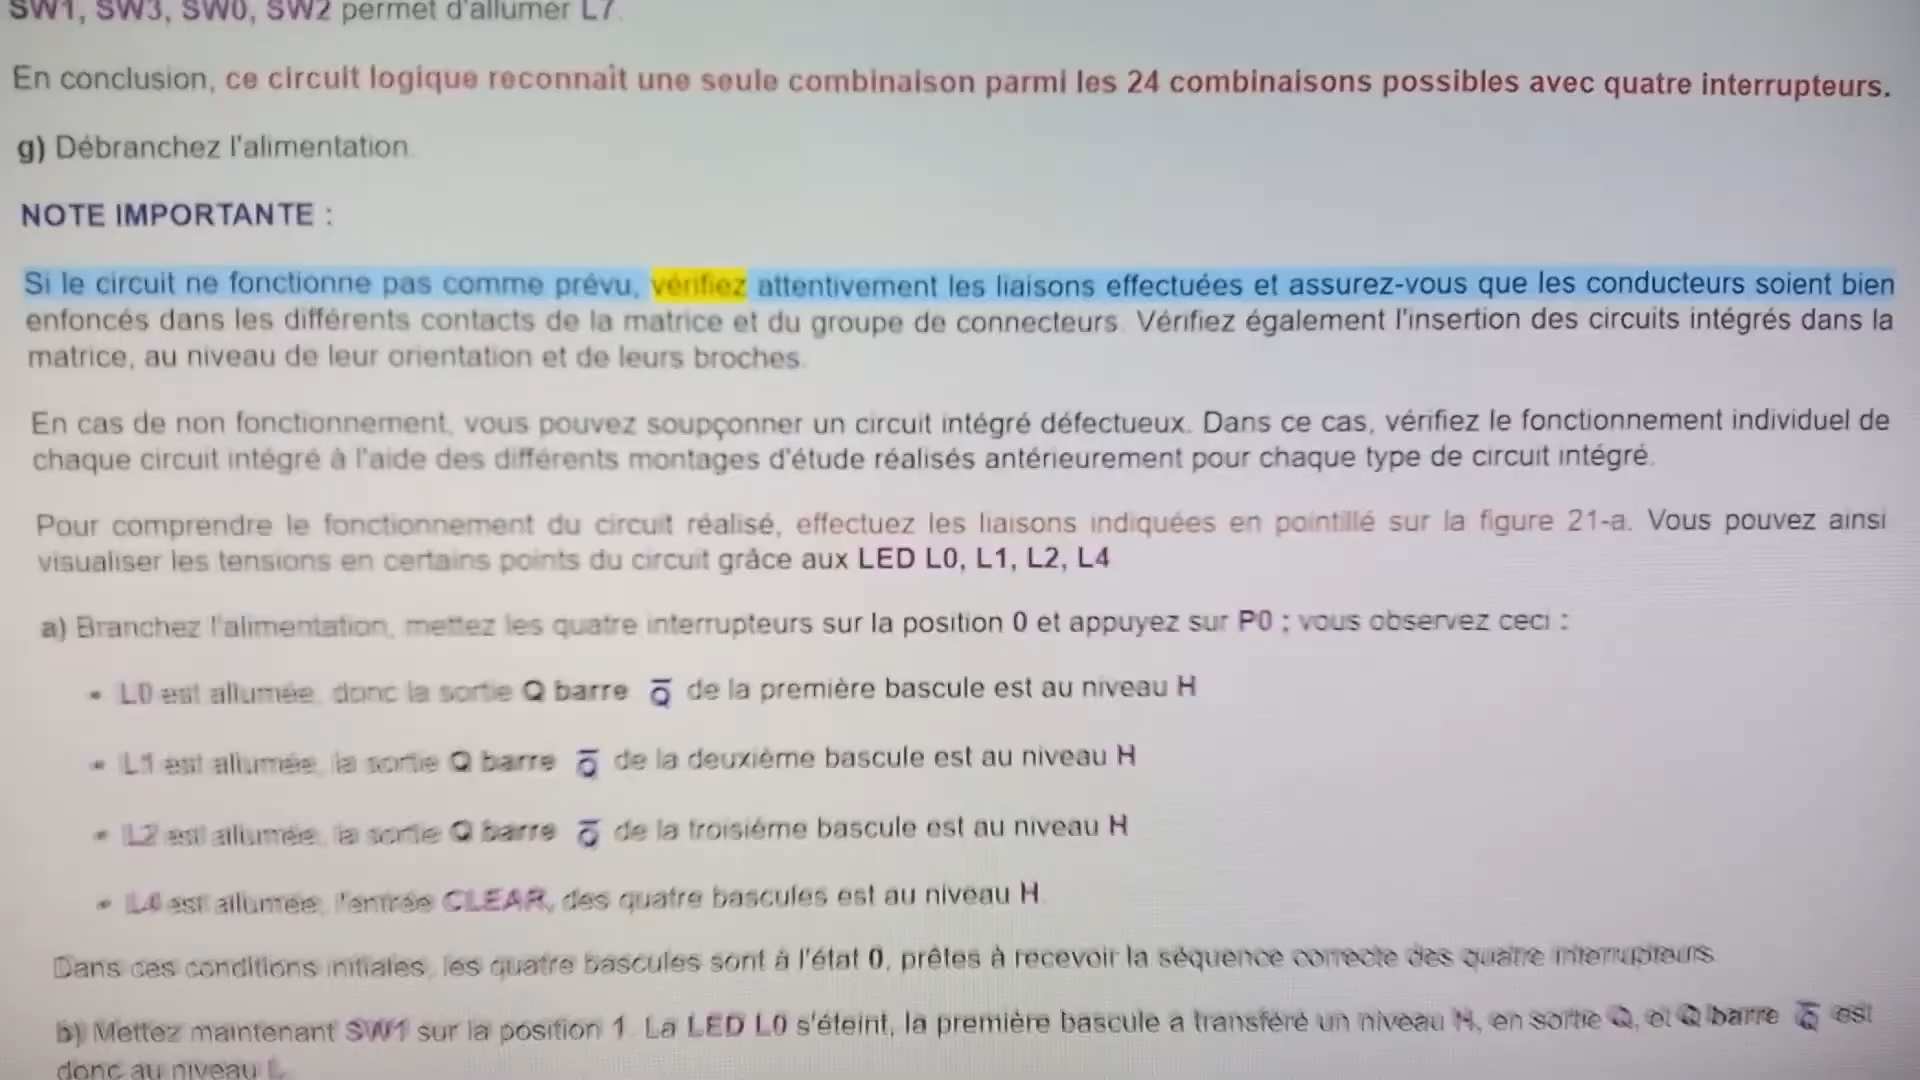 SW1, SW3, SW0, SW2 permet d'allumer L7.
En conclusion, ce circuit logique reconnaît une seule combinaison parmi les 24 combinaisons possibles avec quatre interrupteurs.
g) Débranchez l'alimentation.
NOTE IMPORTANTE :
Si le circuit ne fonctionne pas comme prévu, vérifiez attentivement les liaisons effectuées et assurez-vous que les conducteurs soient bien
enfoncés dans les différents contacts de la matrice et du groupe de connecteurs. Vérifiez également l'insertion des circuits intégrés dans la
matrice, au niveau de leur orientation et de leurs broches.
En cas de non fonctionnement, vous pouvez soupçonner un circuit intégré défectueux. Dans ce cas, vérifiez le fonctionnement individuel de
chaque circuit intégré à l'aide des différents montages d'étude réalisés antérieurement pour chaque type de circuit intégré.
Pour comprendre le fonctionnement du circuit réalisé, effectuez les liaisons indiquées en pointillé sur la figure 21-a. Vous pouvez ainsi
visualiser les tensions en certains points du circuit grâce aux LED L0, L1, L2, L4
a) Branchez l'alimentation, mettez les quatre interrupteurs sur la position 0 et appuyez sur P0 ; vous observez ceci :
• L0 est allumée, donc la sortie Q barre Q̅ de la première bascule est au niveau H
• L1 est allumée, la sortie Q barre Q̅ de la deuxième bascule est au niveau H
• L2 est allumée, la sortie Q barre Q̅ de la troisième bascule est au niveau H
• L4 est allumée, l'entrée CLEAR, des quatre bascules est au niveau H.
Dans ces conditions initiales, les quatre bascules sont à l'état 0, prêtes à recevoir la séquence correcte des quatre interrupteurs.
b) Mettez maintenant SW1 sur la position 1. La LED L0 s'éteint, la première bascule a transféré un niveau H, en sortie Q, et Q barre Q̅ est
donc au niveau L.